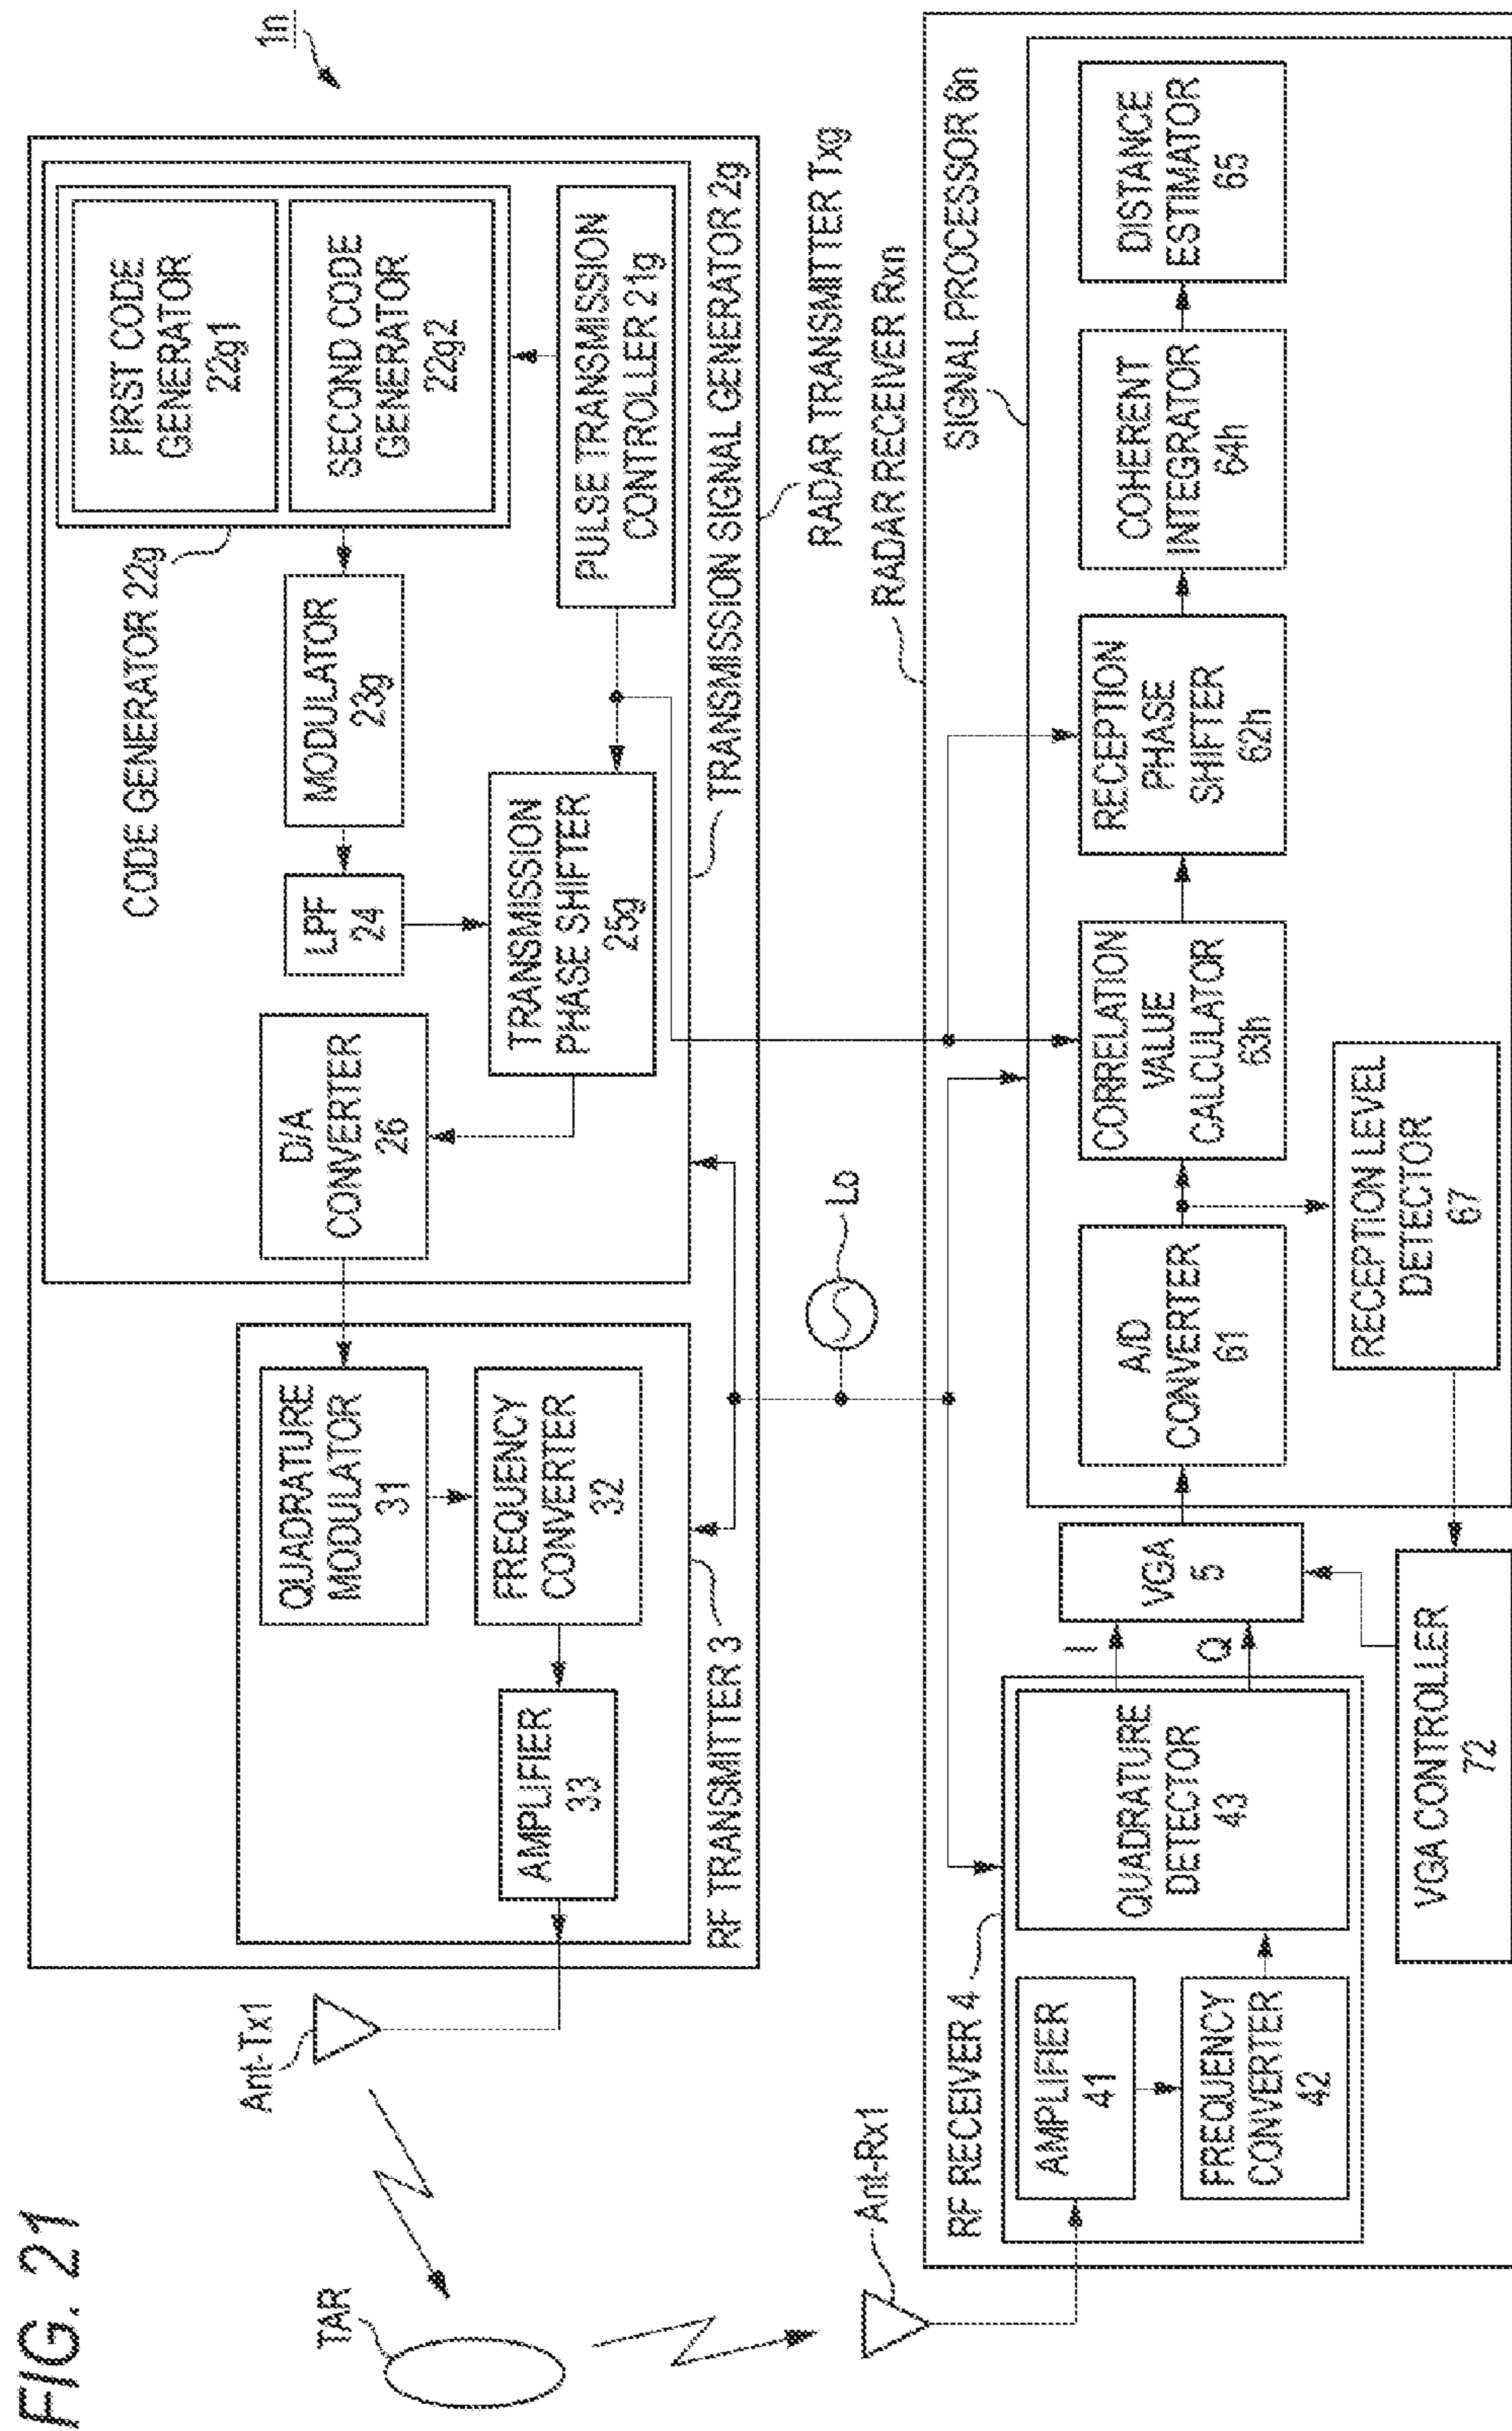 FIG. 21
1n
TAR
Ant-Tx1
Ant-Rx1
CODE GENERATOR 22g
FIRST CODE
GENERATOR
22g1
SECOND CODE
GENERATOR
22g2
PULSE TRANSMISSION
CONTROLLER 21g
MODULATOR
23g
LPF
24
TRANSMISSION
PHASE SHIFTER
25g
D/A
CONVERTER
26
QUADRATURE
MODULATOR
31
FREQUENCY
CONVERTER
32
AMPLIFIER
33
RF TRANSMITTER 3
TRANSMISSION SIGNAL GENERATOR 2g
RADAR TRANSMITTER Txg
Lo
RADAR RECEIVER Rxn
RF RECEIVER 4
AMPLIFIER
41
FREQUENCY
CONVERTER
42
QUADRATURE
DETECTOR
43
I
Q
VGA
5
VGA CONTROLLER
72
SIGNAL PROCESSOR 6n
A/D
CONVERTER
61
CORRELATION
VALUE
CALCULATOR
63h
RECEPTION
PHASE
SHIFTER
62h
COHERENT
INTEGRATOR
64h
DISTANCE
ESTIMATOR
65
RECEPTION LEVEL
DETECTOR
67